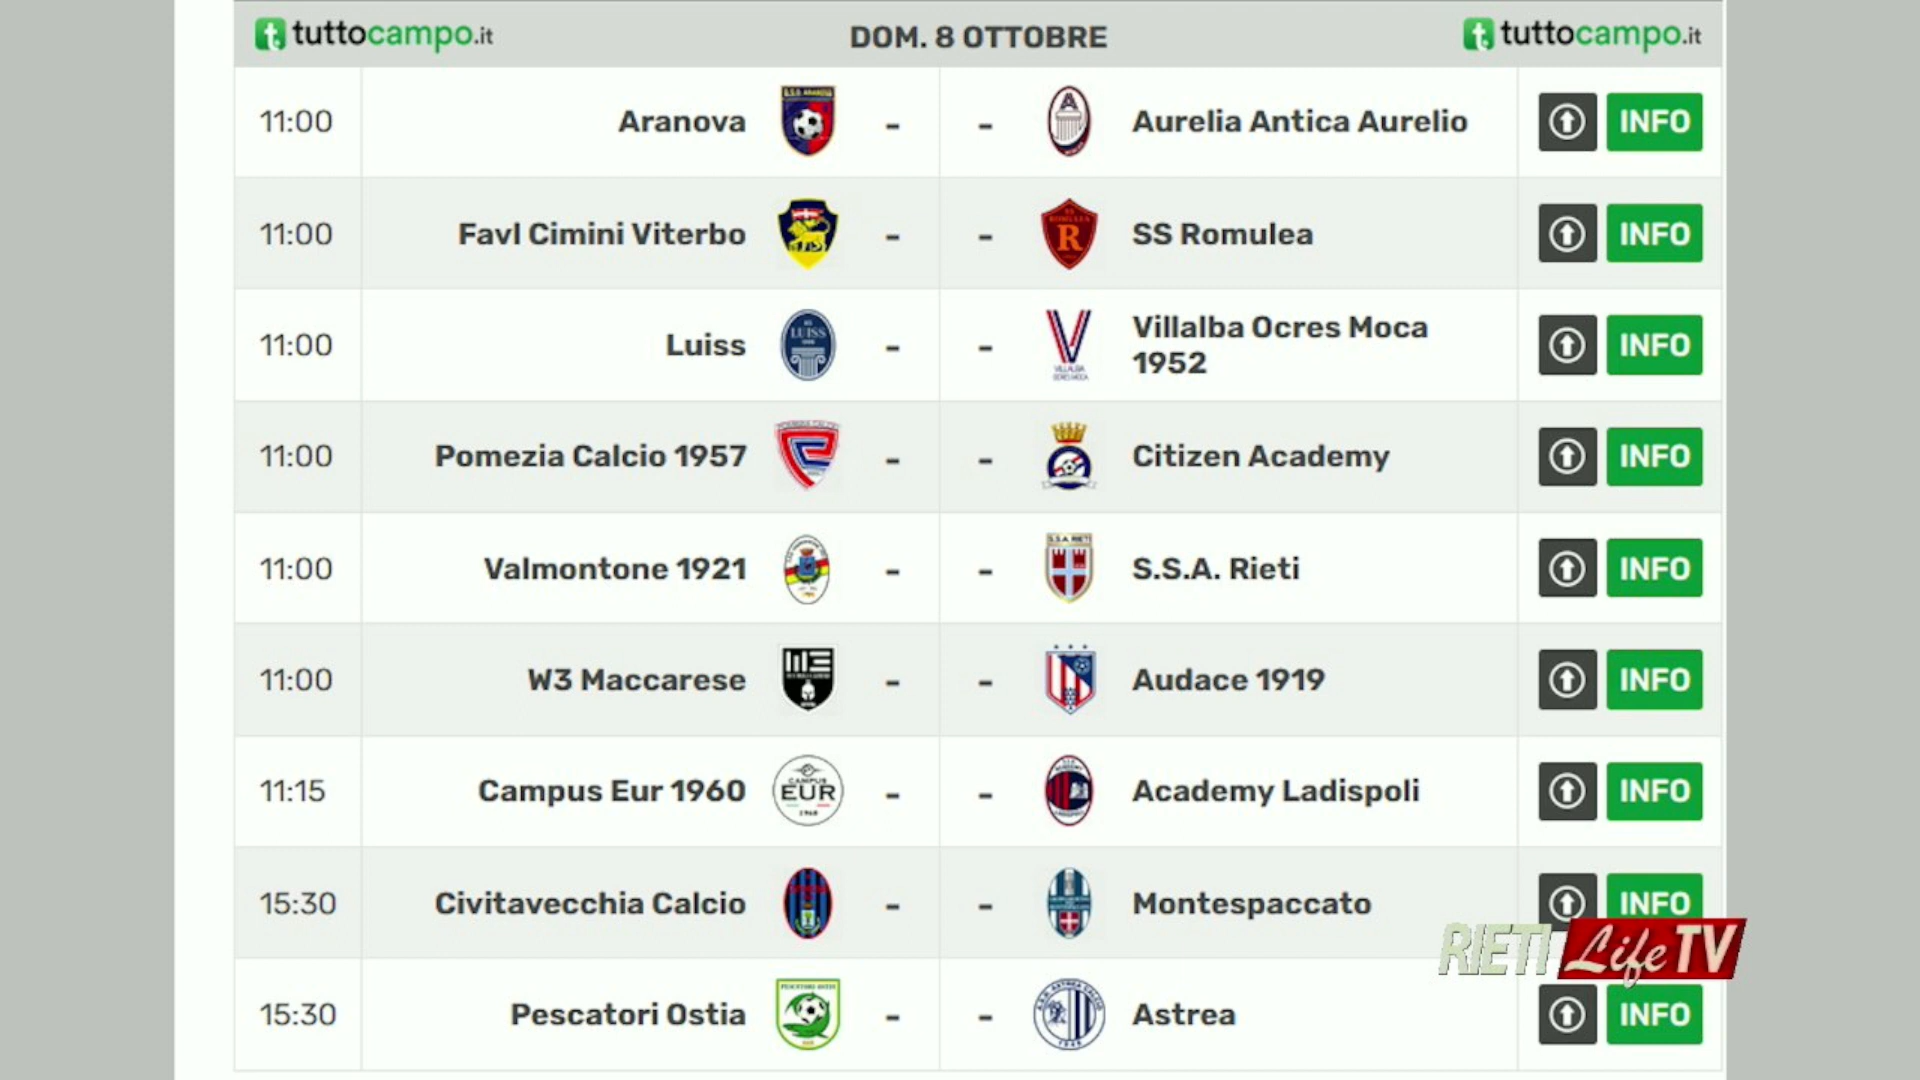 tuttocampo.it DOM. 8 OTTOBRE tuttocampo.it
11:00 Aranova - - Aurelia Antica Aurelio INFO
11:00 Favl Cimini Viterbo - - SS Romulea INFO
11:00 Luiss - - Villalba Ocres Moca
1952 INFO
11:00 Pomezia Calcio 1957 - - Citizen Academy INFO
11:00 Valmontone 1921 - - S.S.A. Rieti INFO
11:00 W3 Maccarese - - Audace 1919 INFO
11:15 Campus Eur 1960 - - Academy Ladispoli INFO
15:30 Civitavecchia Calcio - - Montespaccato INFO
RIETI Life TV
15:30 Pescatori Ostia - - Astrea INFO